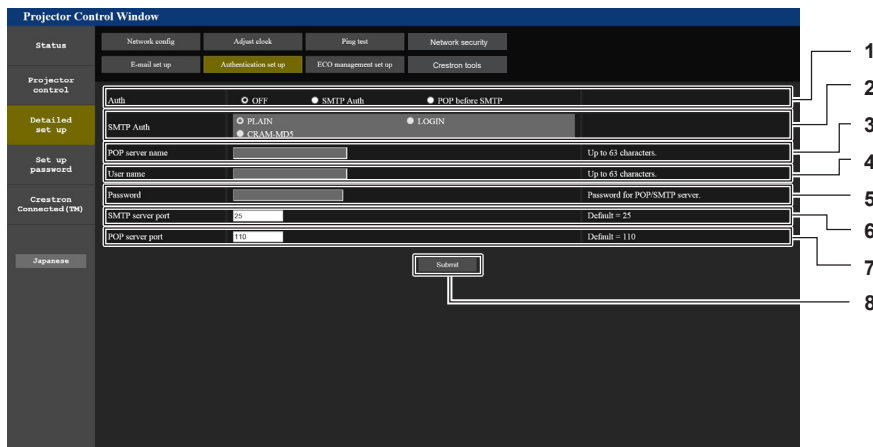 Projector Control Window
Status
Projector
control
Detailed
set up
Set up
password
Crestron
Connected(TM)
Japanese
Network config Adjust clock Ping test Network security
E-mail set up Authentication set up ECO management set up Crestron tools
Auth OFF SMTP Auth POP before SMTP
SMTP Auth PLAIN LOGIN
CRAM-MD5
POP server name Up to 63 characters.
User name Up to 63 characters.
Password Password for POP/SMTP server.
SMTP server port 25 Default = 25
POP server port 110 Default = 110
Submit
1
2
3
4
5
6
7
8